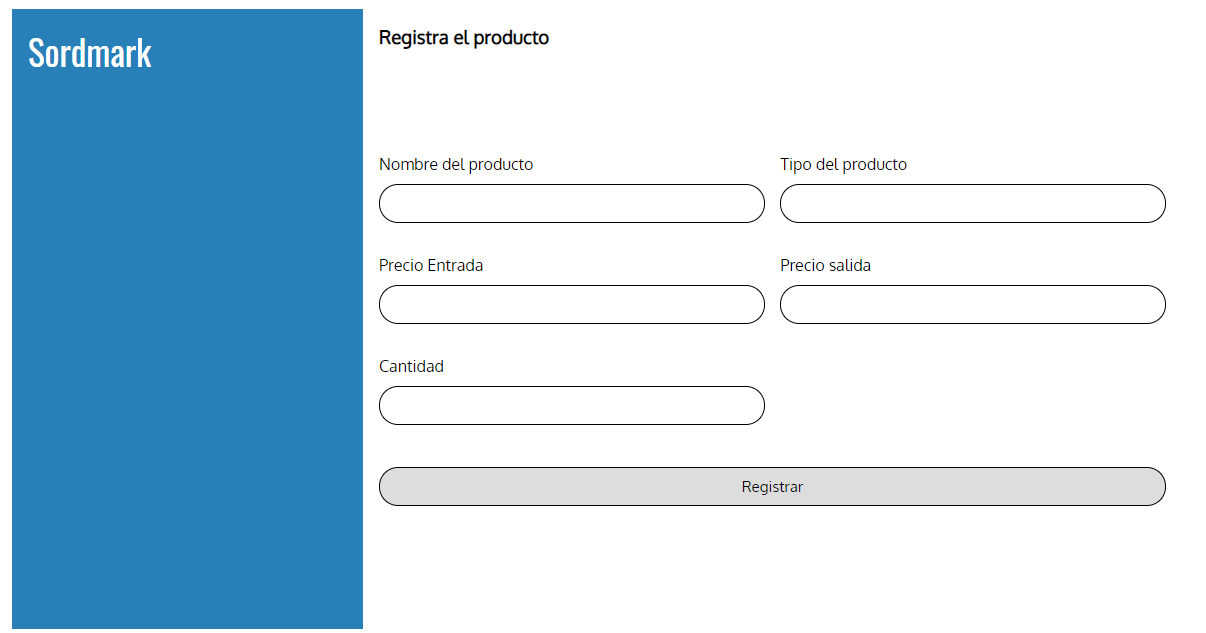 Sordmark
Registra el producto
Nombre del producto
Tipo del producto
Precio Entrada
Precio salida
Cantidad
Registrar